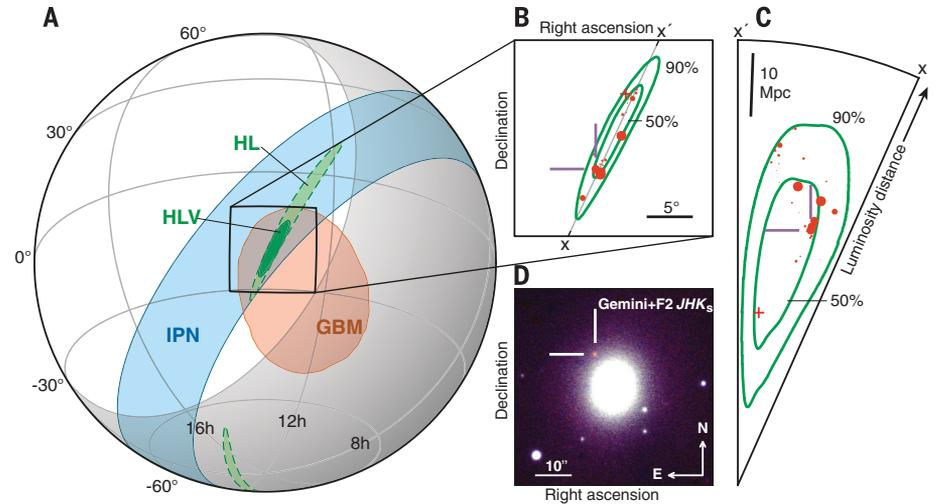 A
60°
30°
0°
-30°
-60°
HL
HLV
IPN
GBM
16h
12h
8h
B
Right ascension
x´
90%
50%
Declination
5°
x
C
x´
x
10
Mpc
90%
Luminosity distance
50%
D
Gemini+F2 JHKs
Declination
10"
N
E
Right ascension